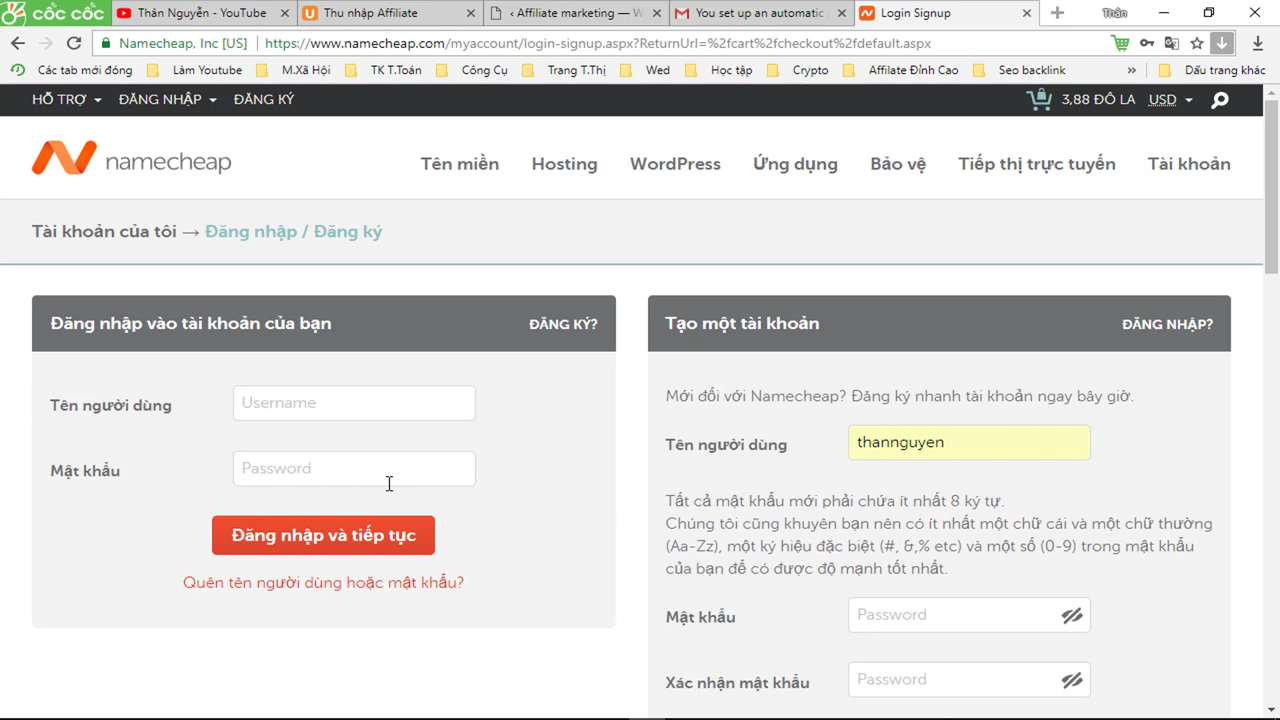 cốc cốc
Thân Nguyễn - YouTube
Thu nhập Affiliate
‹ Affiliate marketing — W
You set up an automatic
Login Signup
Thân
Namecheap, Inc [US]
https://www.namecheap.com/myaccount/login-signup.aspx?ReturnUrl=%2fcart%2fcheckout%2fdefault.aspx
Các tab mới đóng
Làm Youtube
M.Xã Hội
TK T.Toán
Công Cụ
Trang T.Thị
Wed
Học tập
Crypto
Affilate Đỉnh Cao
Seo backlink
»
Dấu trang khác
HỖ TRỢ
ĐĂNG NHẬP
ĐĂNG KÝ
3,88 ĐÔ LA
USD
namecheap
Tên miền
Hosting
WordPress
Ứng dụng
Bảo vệ
Tiếp thị trực tuyến
Tài khoản
Tài khoản của tôi → Đăng nhập / Đăng ký
Đăng nhập vào tài khoản của bạn
ĐĂNG KÝ?
Tên người dùng
Username
Mật khẩu
Password
Đăng nhập và tiếp tục
Quên tên người dùng hoặc mật khẩu?
Tạo một tài khoản
ĐĂNG NHẬP?
Mới đối với Namecheap? Đăng ký nhanh tài khoản ngay bây giờ.
Tên người dùng
thannguyen
Tất cả mật khẩu mới phải chứa ít nhất 8 ký tự.
Chúng tôi cũng khuyên bạn nên có ít nhất một chữ cái và một chữ thường
(Aa-Zz), một ký hiệu đặc biệt (#, &,% etc) và một số (0-9) trong mật khẩu
của bạn để có được độ mạnh tốt nhất.
Mật khẩu
Password
Xác nhận mật khẩu
Password